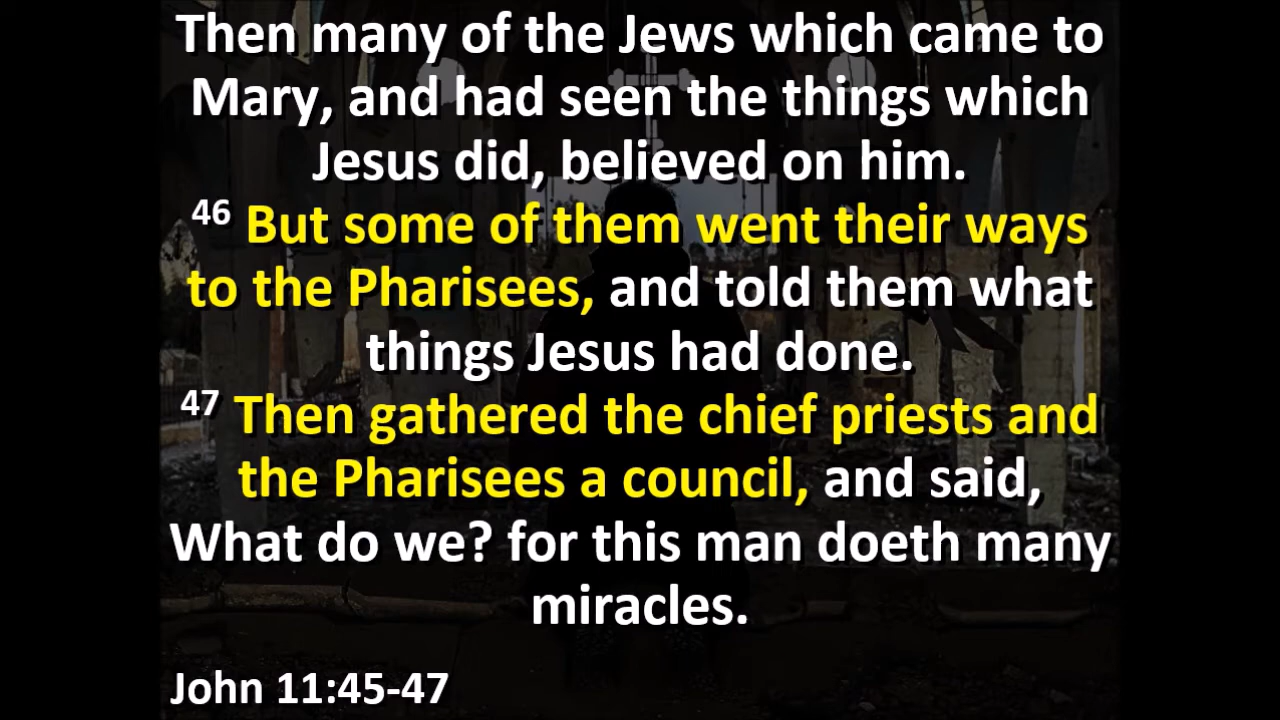 Then many of the Jews which came to
Mary, and had seen the things which
Jesus did, believed on him.
46 But some of them went their ways
to the Pharisees, and told them what
things Jesus had done.
47 Then gathered the chief priests and
the Pharisees a council, and said,
What do we? for this man doeth many
miracles.
John 11:45-47